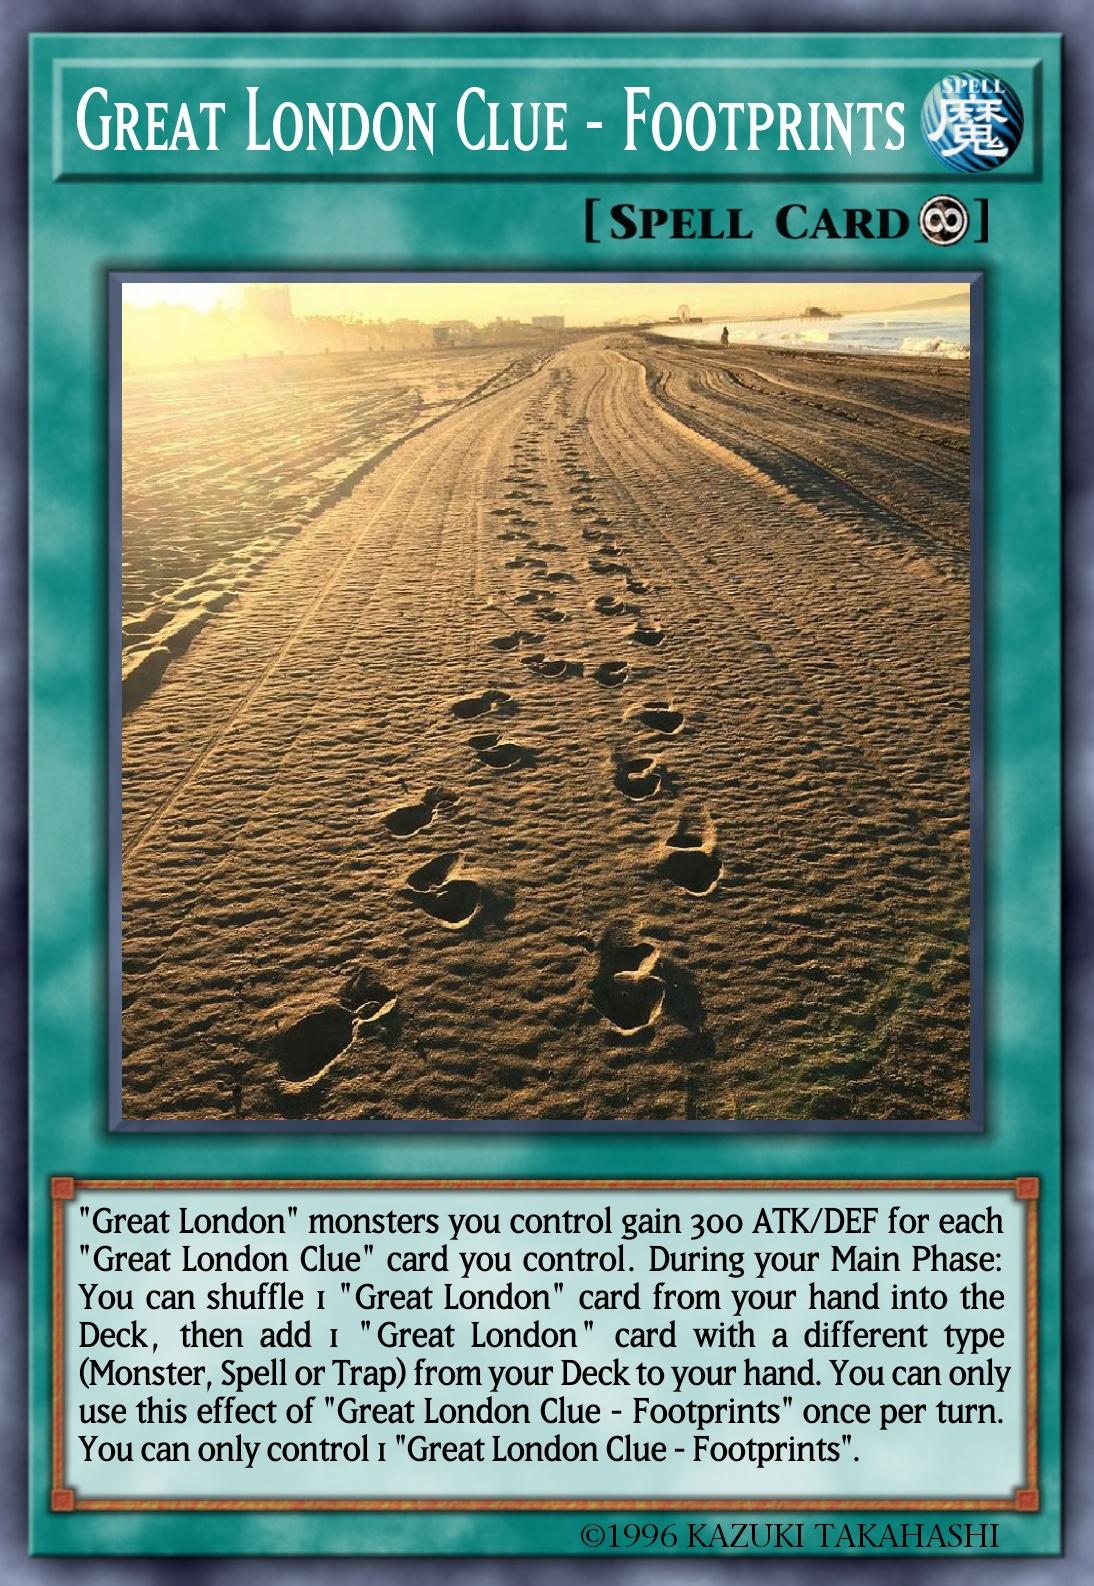 Great London Clue - Footprints
SPELL
魔
[Spell Card]
"Great London" monsters you control gain 300 ATK/DEF for each
"Great London Clue" card you control. During your Main Phase:
You can shuffle 1 "Great London" card from your hand into the
Deck, then add 1 "Great London" card with a different type
(Monster, Spell or Trap) from your Deck to your hand. You can only
use this effect of "Great London Clue - Footprints" once per turn.
You can only control 1 "Great London Clue - Footprints".
©1996 KAZUKI TAKAHASHI